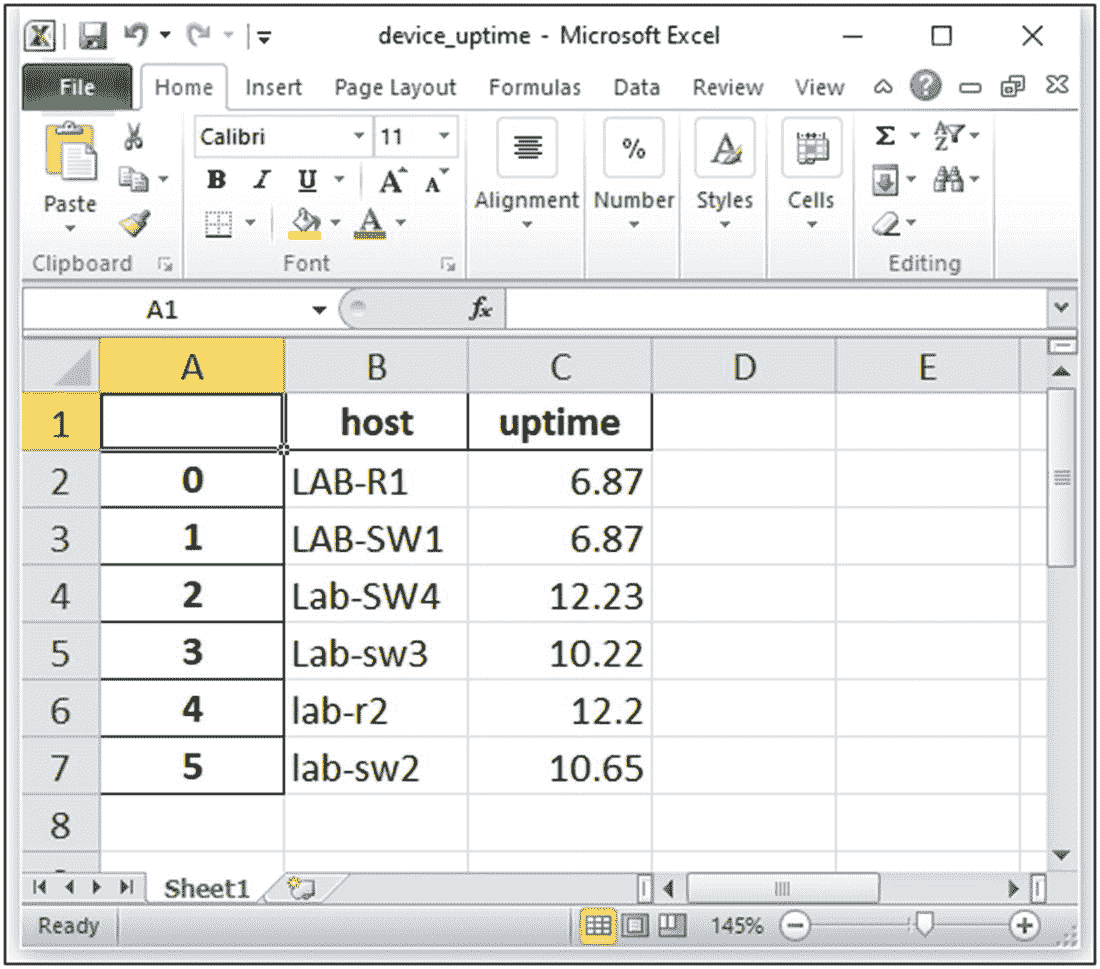 device_uptime - Microsoft Excel
File Home Insert Page Layout Formulas Data Review View
Calibri 11
Paste
B I U A A A
Alignment Number Styles Cells
%
Σ A Z
Clipboard Font Editing
A1 fx
A B C D E
1 host uptime
2 0 LAB-R1 6.87
3 1 LAB-SW1 6.87
4 2 Lab-SW4 12.23
5 3 Lab-sw3 10.22
6 4 lab-r2 12.2
7 5 lab-sw2 10.65
8
Sheet1
Ready 145%